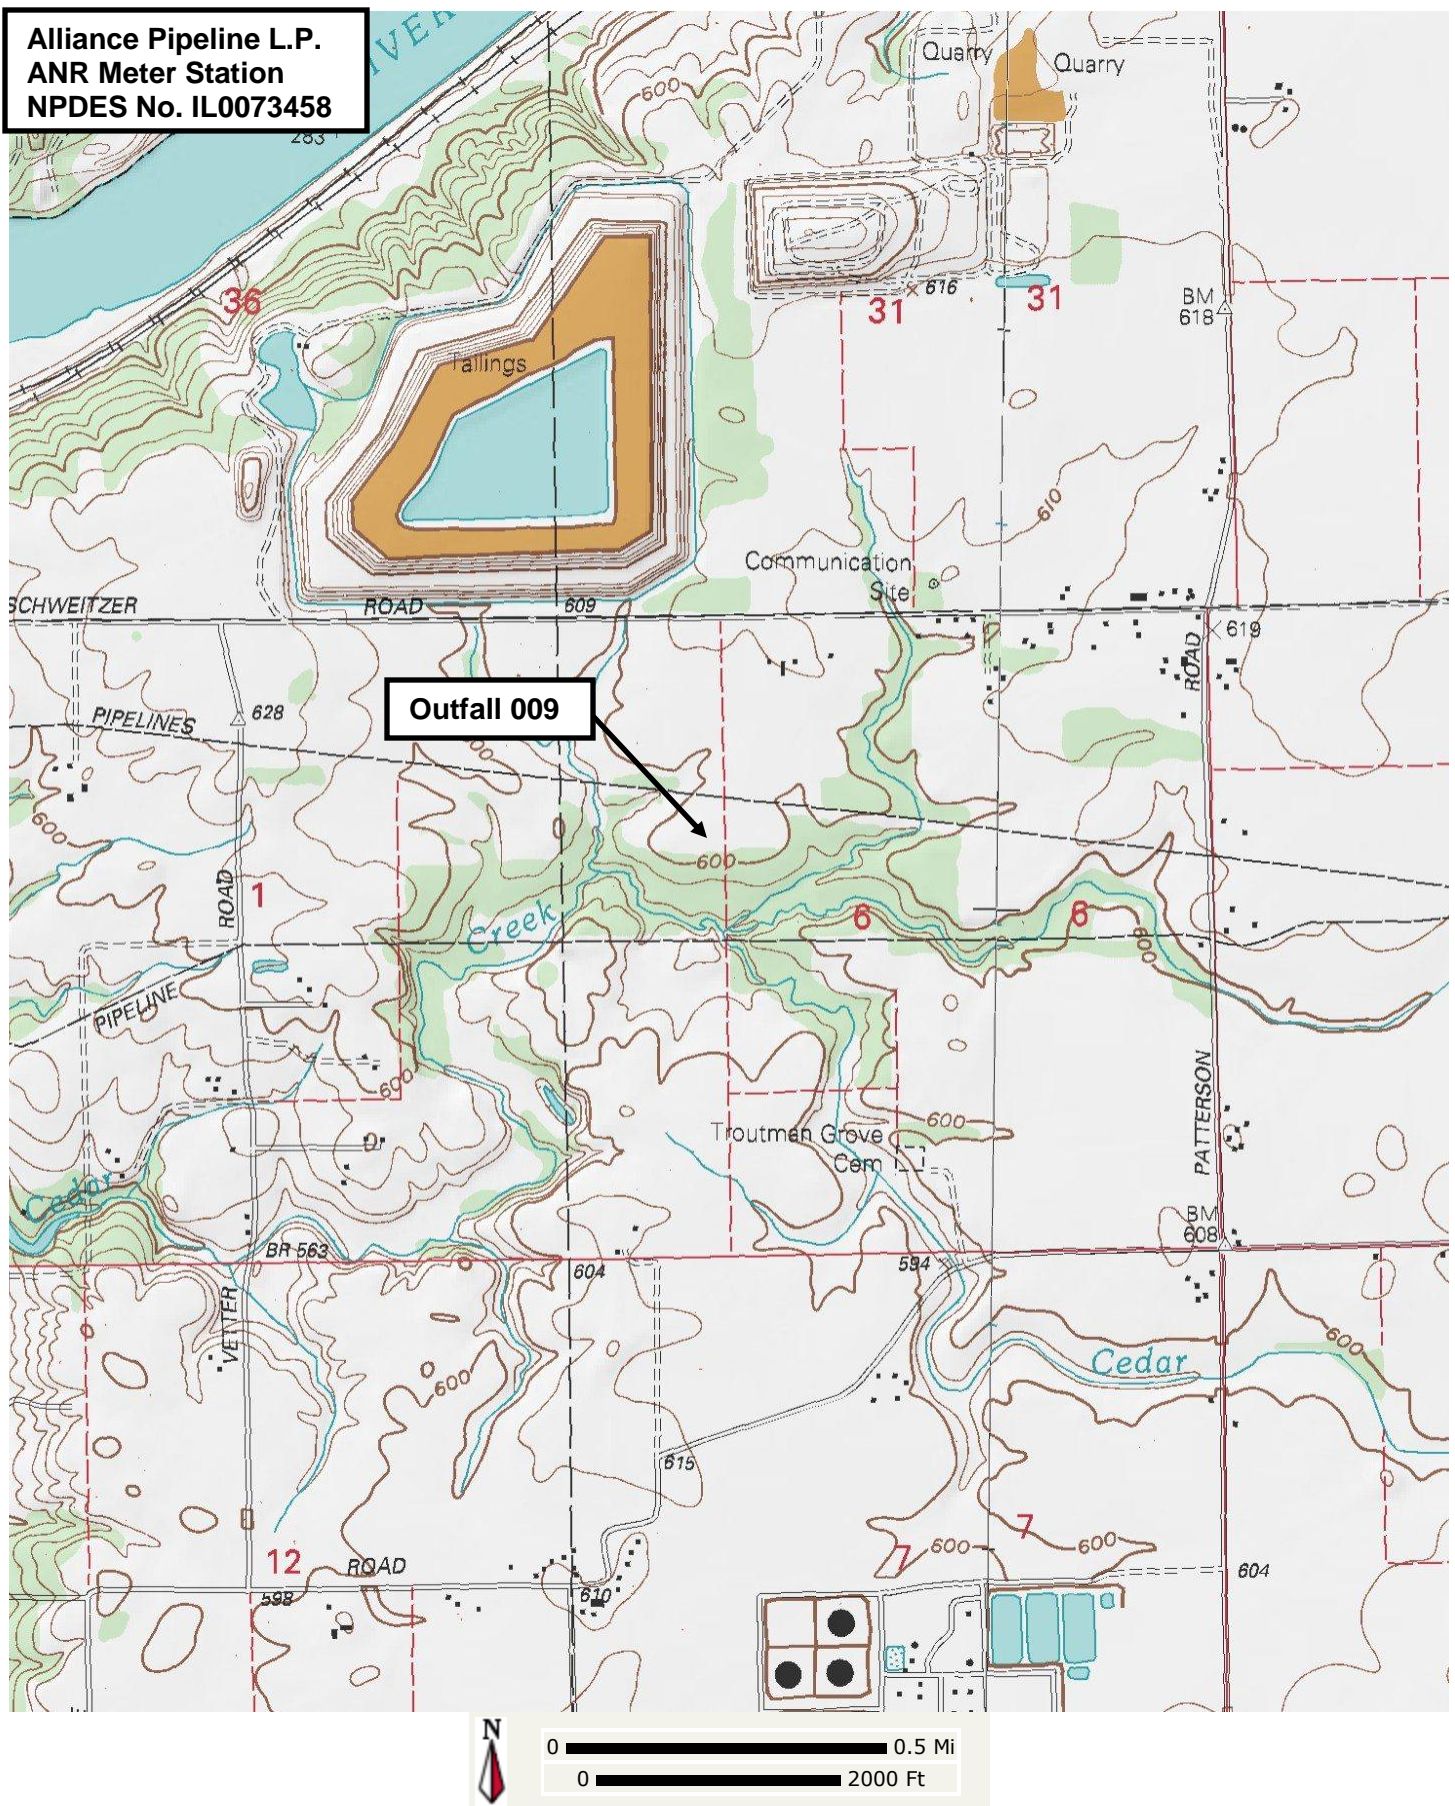 Alliance Pipeline L.P.
ANR Meter Station
NPDES No. IL0073458
IVER
283
600
Quarry
Quarry
36
31
616
31
BM
618
Tailings
610
Communication
Site
SCHWEITZER
ROAD
609
619
ROAD
Outfall 009
PIPELINES
628
600
600
ROAD
1
Creek
6
6
600
PIPELINE
600
PATTERSON
600
Troutman Grove
Cem
Cedar
BM
608
BR 563
604
594
VETTER
600
Cedar
600
615
12
ROAD
7
7
600
600
598
610
604
N
0 0.5 Mi
0 2000 Ft